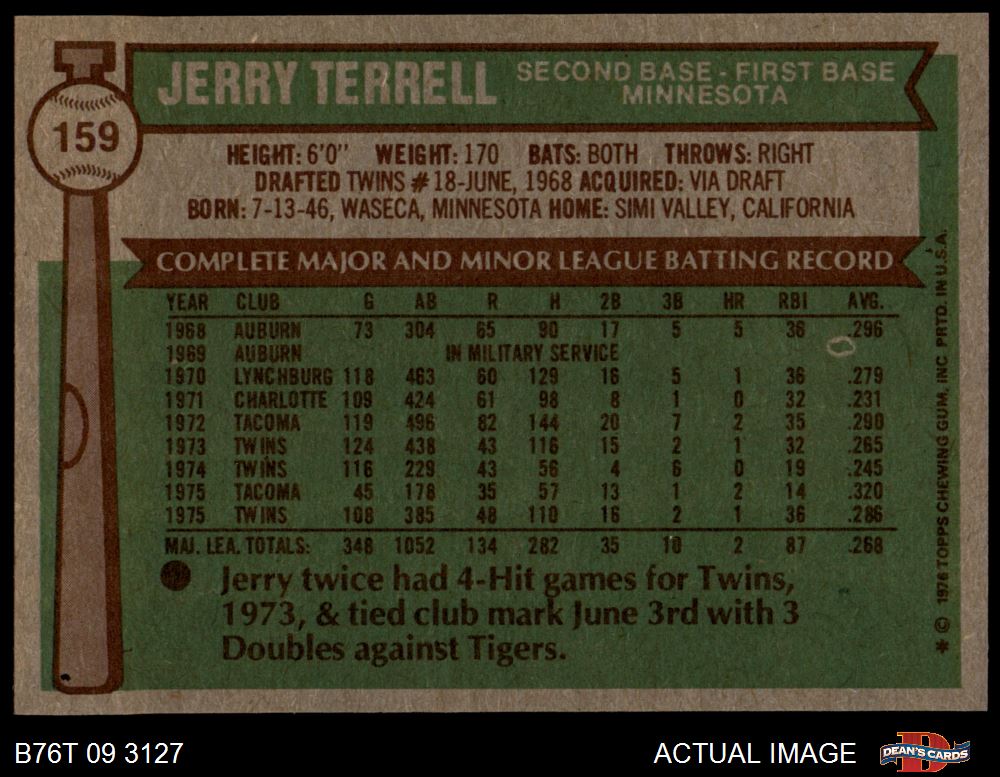 159
JERRY TERRELL
SECOND BASE - FIRST BASE
MINNESOTA
HEIGHT: 6'0" WEIGHT: 170 BATS: BOTH THROWS: RIGHT
DRAFTED TWINS #18-JUNE, 1968 ACQUIRED: VIA DRAFT
BORN: 7-13-46, WASECA, MINNESOTA HOME: SIMI VALLEY, CALIFORNIA
COMPLETE MAJOR AND MINOR LEAGUE BATTING RECORD
YEAR CLUB G AB R H 2B 3B HR RBI AVG.
1968 AUBURN 73 304 65 90 17 5 5 36 .296
1969 AUBURN IN MILITARY SERVICE
1970 LYNCHBURG 118 463 60 129 16 5 1 36 .279
1971 CHARLOTTE 109 424 61 98 8 1 0 32 .231
1972 TACOMA 119 496 82 144 20 7 2 35 .290
1973 TWINS 124 438 43 116 15 2 1 32 .265
1974 TWINS 116 229 43 56 4 6 0 19 .245
1975 TACOMA 45 178 35 57 13 1 2 14 .320
1975 TWINS 108 385 48 110 16 2 1 36 .286
MAJ. LEA. TOTALS: 348 1052 134 282 35 10 2 87 .268
Jerry twice had 4-Hit games for Twins,
1973, & tied club mark June 3rd with 3
Doubles against Tigers.
* © 1976 TOPPS CHEWING GUM, INC. PRTD. IN U.S.A.
B76T 09 3127
ACTUAL IMAGE
DEAN'S CARDS